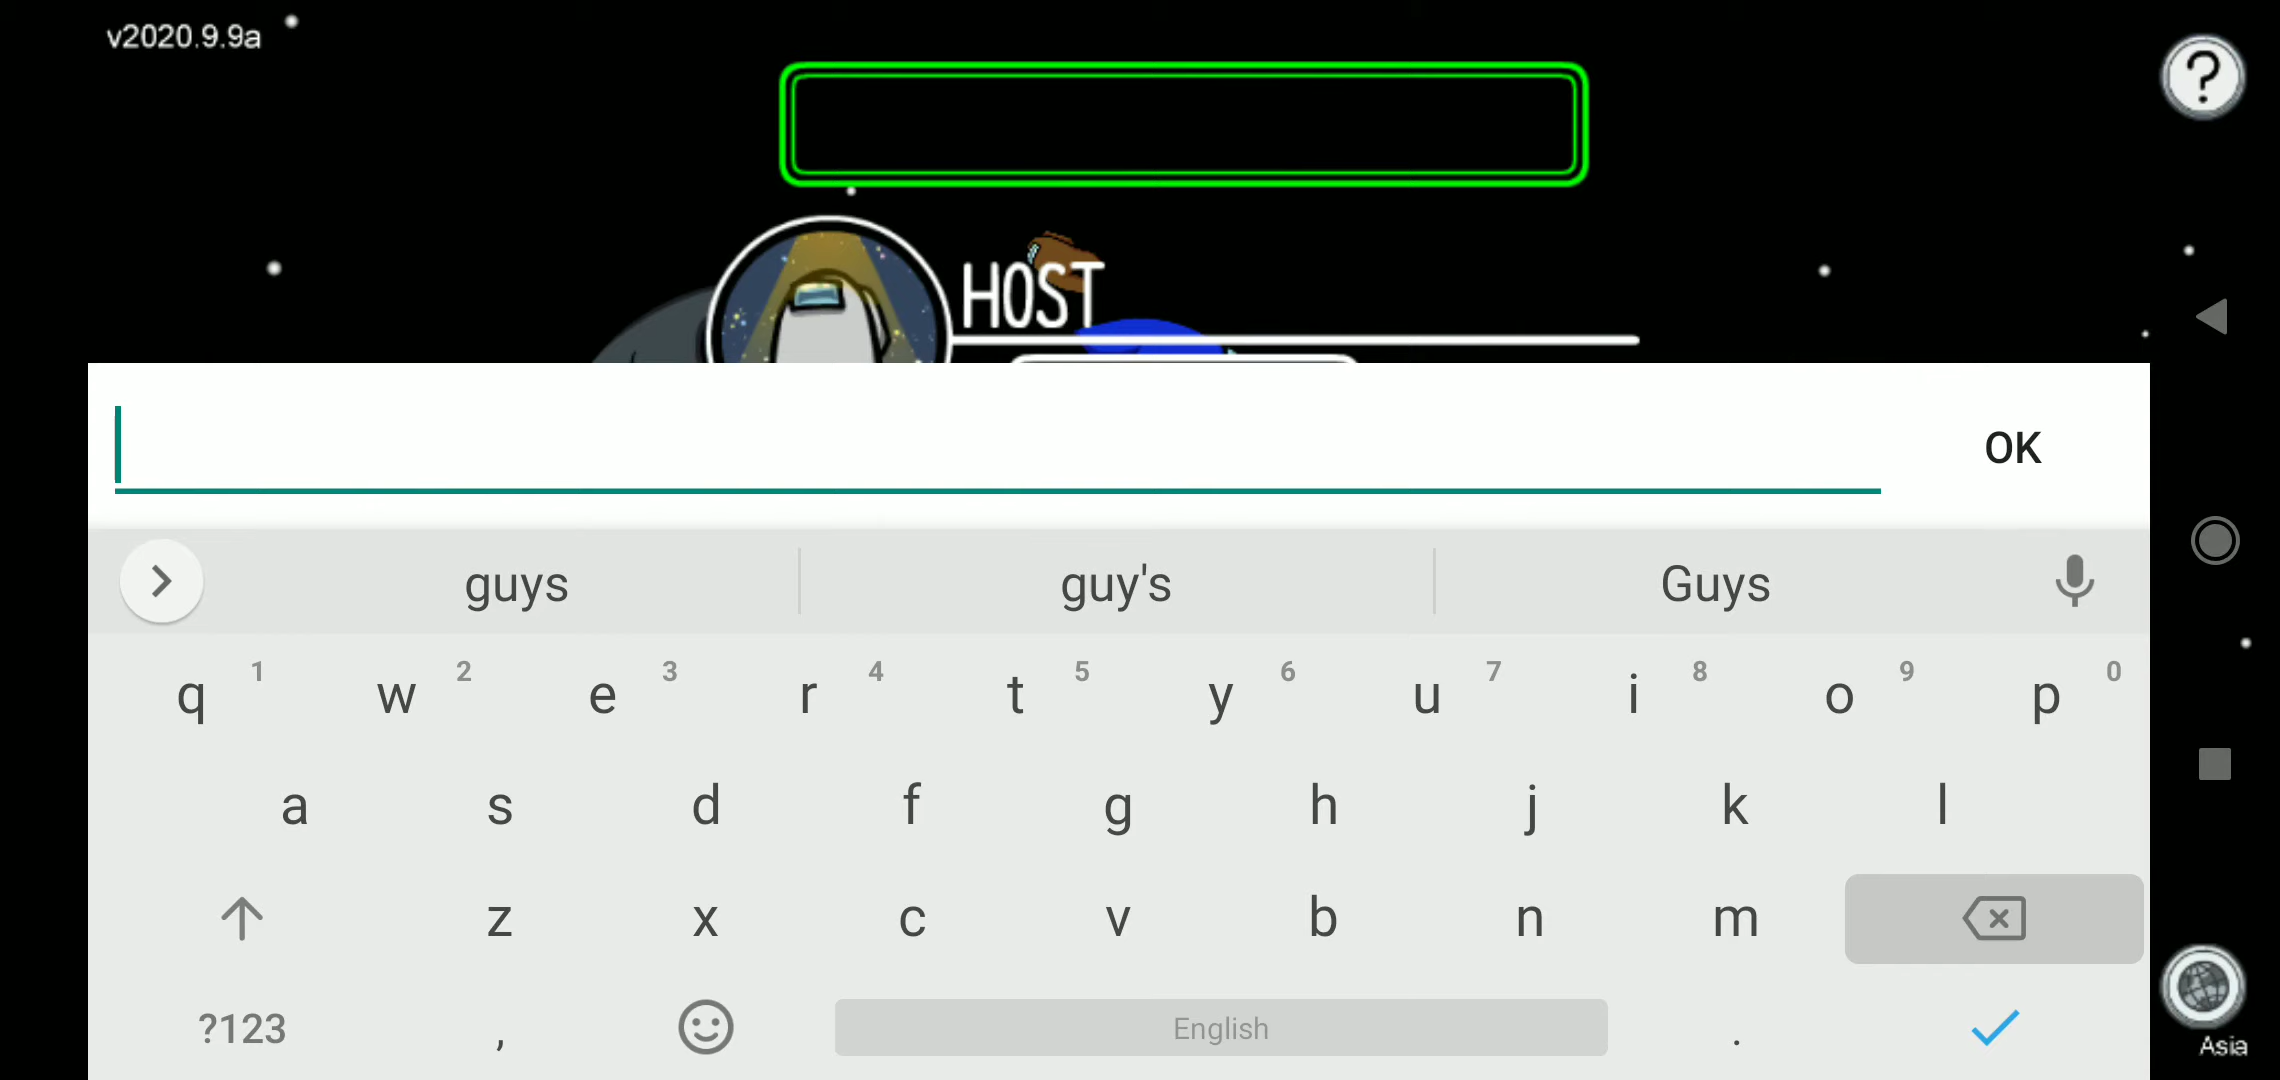 v2020.9.9a
?
HOST
OK
guys guy's Guys
q 1 w 2 e 3 r 4 t 5 y 6 u 7 i 8 o 9 p 0
a s d f g h j k l
z x c v b n m
?123 , English .
Asia